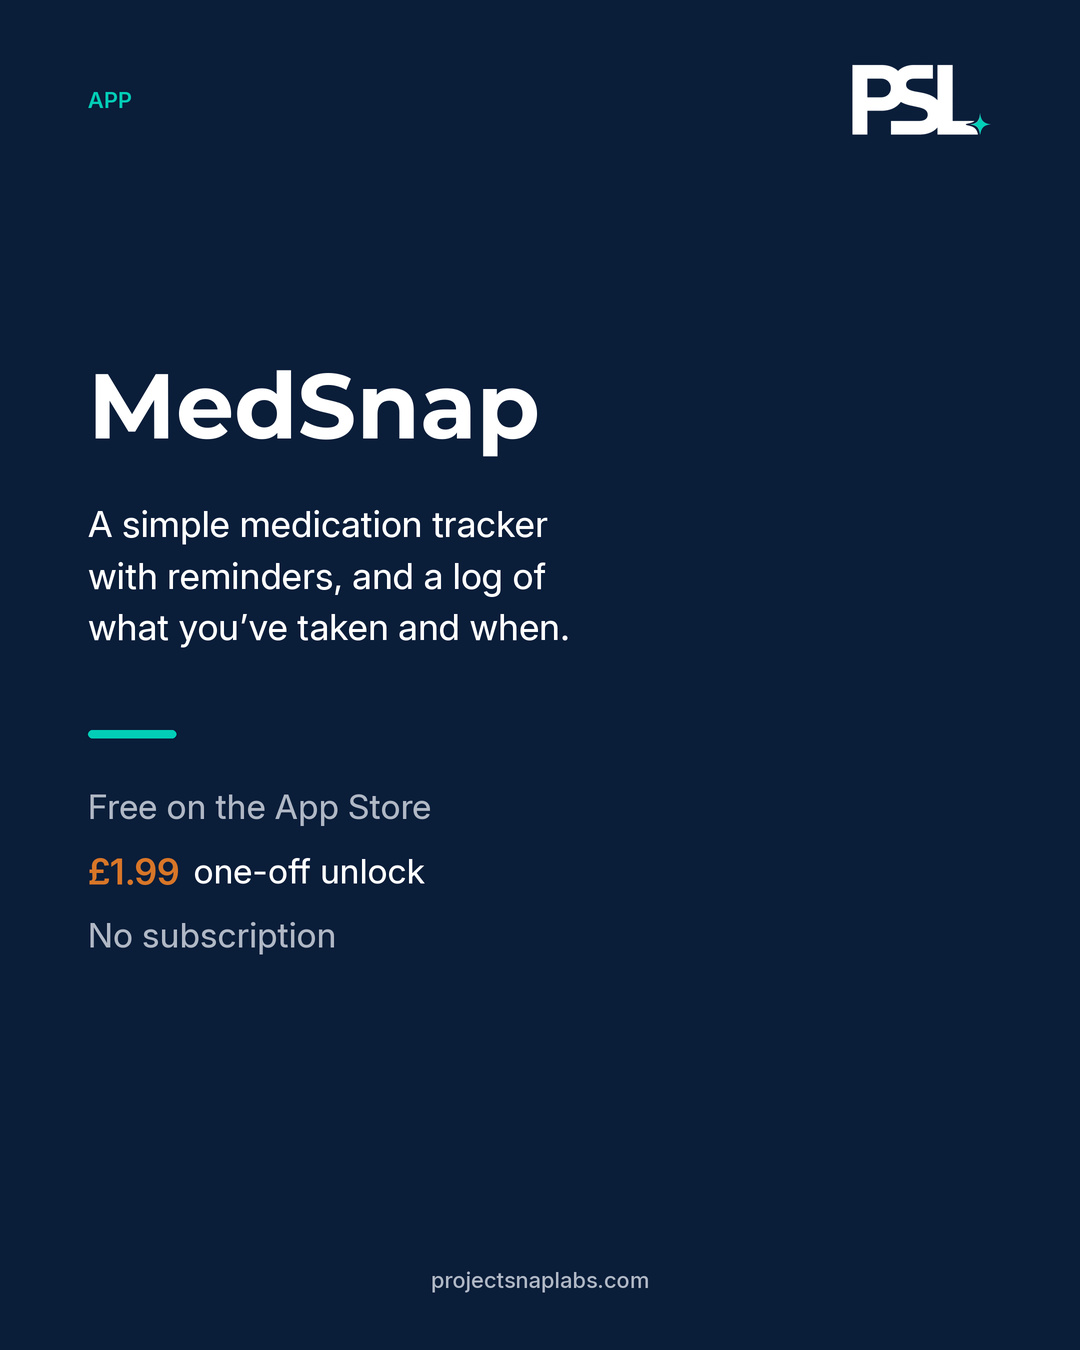 APP
PSL
MedSnap
A simple medication tracker
with reminders, and a log of
what you’ve taken and when.
Free on the App Store
£1.99 one-off unlock
No subscription
projectsnaplabs.com